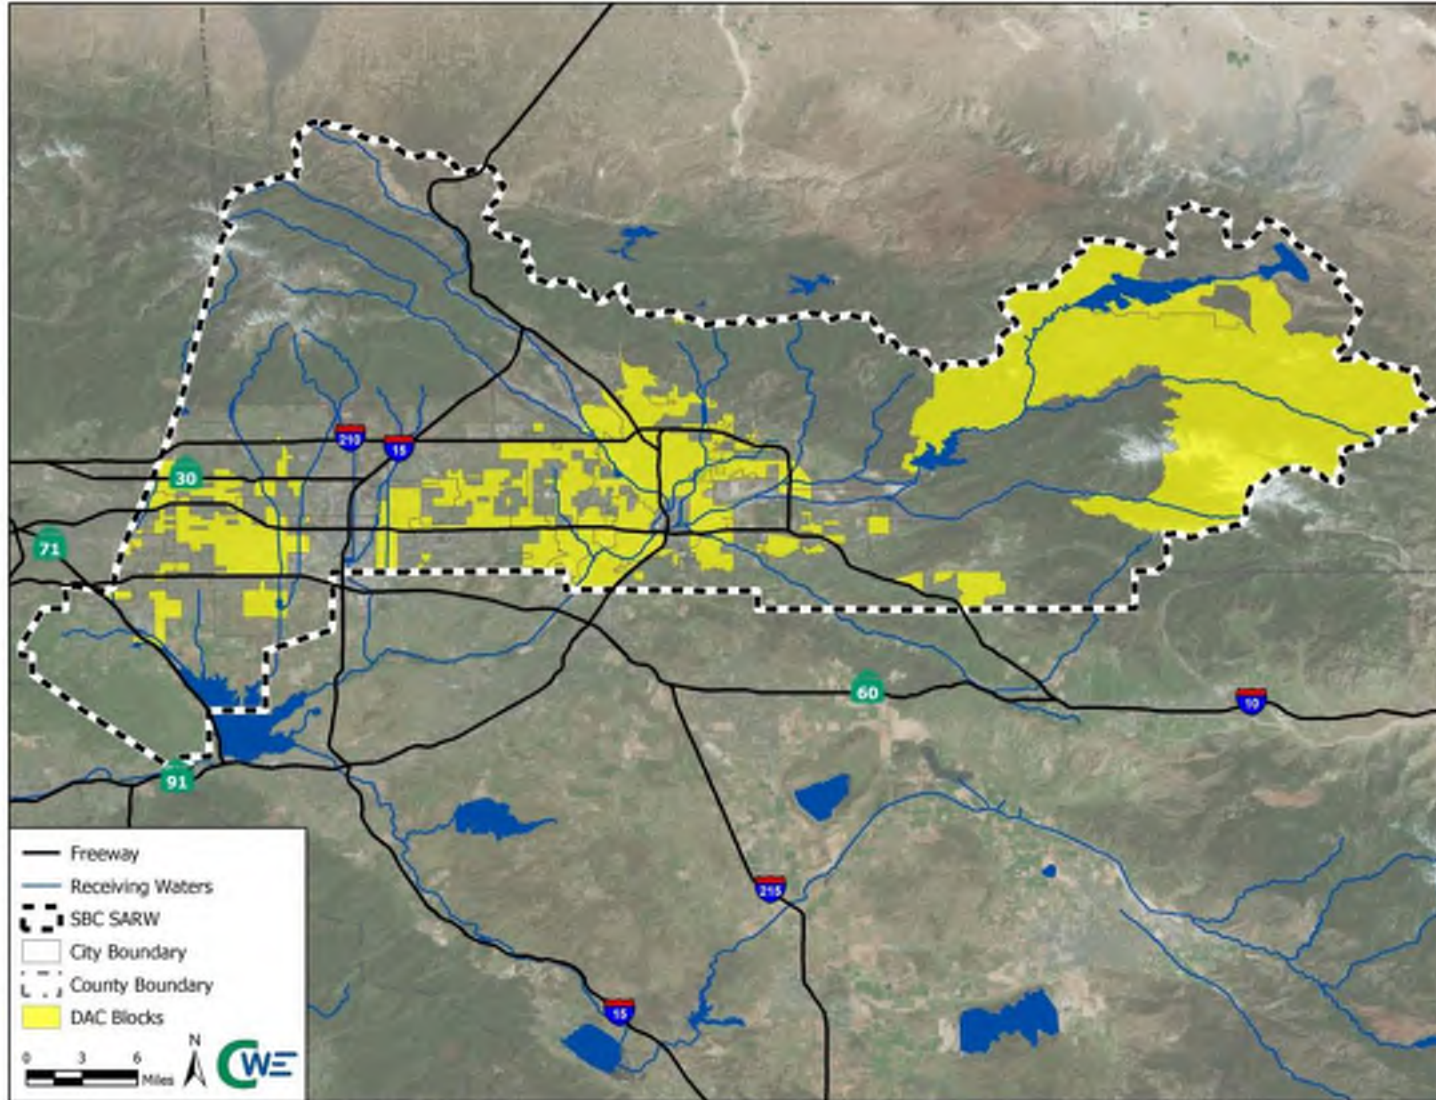 210
15
30
71
60
10
91
215
15
Freeway
Receiving Waters
SBC SARW
City Boundary
County Boundary
DAC Blocks
0 3 6
Miles
N
CWE